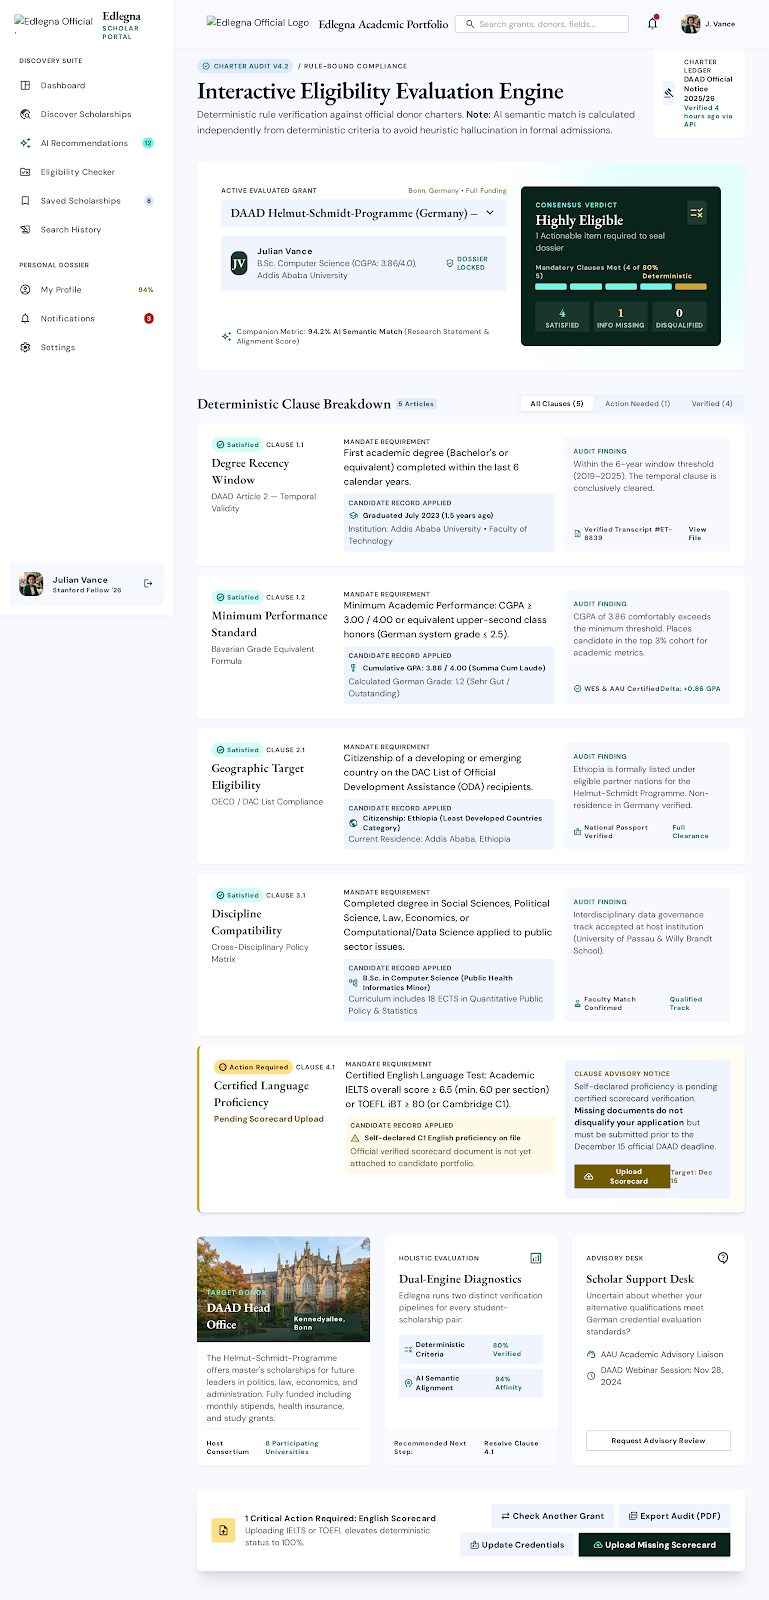 Edlegna Official
Edlegna
SCHOLAR
PORTAL
DISCOVERY SUITE
Dashboard
Discover Scholarships
AI Recommendations 12
Eligibility Checker
Saved Scholarships 8
Search History
PERSONAL DOSSIER
My Profile 94%
Notifications 3
Settings
Julian Vance
Stanford Fellow '26
Edlegna Official Logo
Edlegna Academic Portfolio
Search grants, donors, fields...
J. Vance
CHARTER AUDIT V4.2 / RULE-BOUND COMPLIANCE
Interactive Eligibility Evaluation Engine
Deterministic rule verification against official donor charters. Note: AI semantic match is calculated
independently from deterministic criteria to avoid heuristic hallucination in formal admissions.
CHARTER
LEDGER
DAAD Official
Notice
2025/26
Verified 4
hours ago via
API
ACTIVE EVALUATED GRANT
Bonn, Germany • Full Funding
DAAD Helmut-Schmidt-Programme (Germany) —
JV
Julian Vance
B.Sc. Computer Science (CGPA: 3.86/4.0),
Addis Ababa University
DOSSIER
LOCKED
Companion Metric: 94.2% AI Semantic Match (Research Statement &
Alignment Score)
CONSENSUS VERDICT
Highly Eligible
1 Actionable item required to seal
dossier
Mandatory Clauses Met (4 of
5)
80%
Deterministic
4
SATISFIED
1
INFO MISSING
0
DISQUALIFIED
Deterministic Clause Breakdown 5 Articles
All Clauses (5) Action Needed (1) Verified (4)
Satisfied CLAUSE 1.1
Degree Recency
Window
DAAD Article 2 — Temporal
Validity
MANDATE REQUIREMENT
First academic degree (Bachelor's or
equivalent) completed within the last 6
calendar years.
CANDIDATE RECORD APPLIED
Graduated July 2023 (1.5 years ago)
Institution: Addis Ababa University • Faculty of
Technology
AUDIT FINDING
Within the 6-year window threshold
(2019–2025). The temporal clause is
conclusively cleared.
Verified Transcript #ET-
8839
View
File
Satisfied CLAUSE 1.2
Minimum Performance
Standard
Bavarian Grade Equivalent
Formula
MANDATE REQUIREMENT
Minimum Academic Performance: CGPA ≥
3.00 / 4.00 or equivalent upper-second class
honors (German system grade ≤ 2.5).
CANDIDATE RECORD APPLIED
Cumulative GPA: 3.86 / 4.00 (Summa Cum Laude)
Calculated German Grade: 1.2 (Sehr Gut /
Outstanding)
AUDIT FINDING
CGPA of 3.86 comfortably exceeds
the minimum threshold. Places
candidate in the top 3% cohort for
academic metrics.
WES & AAU Certified Delta: +0.86 GPA
Satisfied CLAUSE 2.1
Geographic Target
Eligibility
OECD / DAC List Compliance
MANDATE REQUIREMENT
Citizenship of a developing or emerging
country on the DAC List of Official
Development Assistance (ODA) recipients.
CANDIDATE RECORD APPLIED
Citizenship: Ethiopia (Least Developed Countries
Category)
Current Residence: Addis Ababa, Ethiopia
AUDIT FINDING
Ethiopia is formally listed under
eligible partner nations for the
Helmut-Schmidt Programme. Non-
residence in Germany verified.
National Passport
Verified
Full
Clearance
Satisfied CLAUSE 3.1
Discipline
Compatibility
Cross-Disciplinary Policy
Matrix
MANDATE REQUIREMENT
Completed degree in Social Sciences, Political
Science, Law, Economics, or
Computational/Data Science applied to public
sector issues.
CANDIDATE RECORD APPLIED
B.Sc. in Computer Science (Public Health
Informatics Minor)
Curriculum includes 18 ECTS in Quantitative Public
Policy & Statistics
AUDIT FINDING
Interdisciplinary data governance
track accepted at host institution
(University of Passau & Willy Brandt
School).
Faculty Match
Confirmed
Qualified
Track
Action Required CLAUSE 4.1
Certified Language
Proficiency
Pending Scorecard Upload
MANDATE REQUIREMENT
Certified English Language Test: Academic
IELTS overall score ≥ 6.5 (min. 6.0 per section)
or TOEFL iBT ≥ 80 (or Cambridge C1).
CANDIDATE RECORD APPLIED
Self-declared C1 English proficiency on file
Official verified scorecard document is not yet
attached to candidate portfolio.
CLAUSE ADVISORY NOTICE
Self-declared proficiency is pending
certified scorecard verification.
Missing documents do not
disqualify your application but
must be submitted prior to the
December 15 official DAAD deadline.
Upload
Scorecard
Target: Dec
15
TARGET DONOR
DAAD Head
Office
Kennedyallee,
Bonn
The Helmut-Schmidt-Programme
offers master's scholarships for future
leaders in politics, law, economics, and
administration. Fully funded including
monthly stipends, health insurance,
and study grants.
Host
Consortium
8 Participating
Universities
HOLISTIC EVALUATION
Dual-Engine Diagnostics
Edlegna runs two distinct verification
pipelines for every student-
scholarship pair:
Deterministic
Criteria
80%
Verified
AI Semantic
Alignment
94%
Affinity
Recommended Next
Step:
Resolve Clause
4.1
ADVISORY DESK
Scholar Support Desk
Uncertain about whether your
alternative qualifications meet
German credential evaluation
standards?
AAU Academic Advisory Liaison
DAAD Webinar Session: Nov 28,
2024
Request Advisory Review
1 Critical Action Required: English Scorecard
Uploading IELTS or TOEFL elevates deterministic
status to 100%.
Check Another Grant
Export Audit (PDF)
Update Credentials
Upload Missing Scorecard